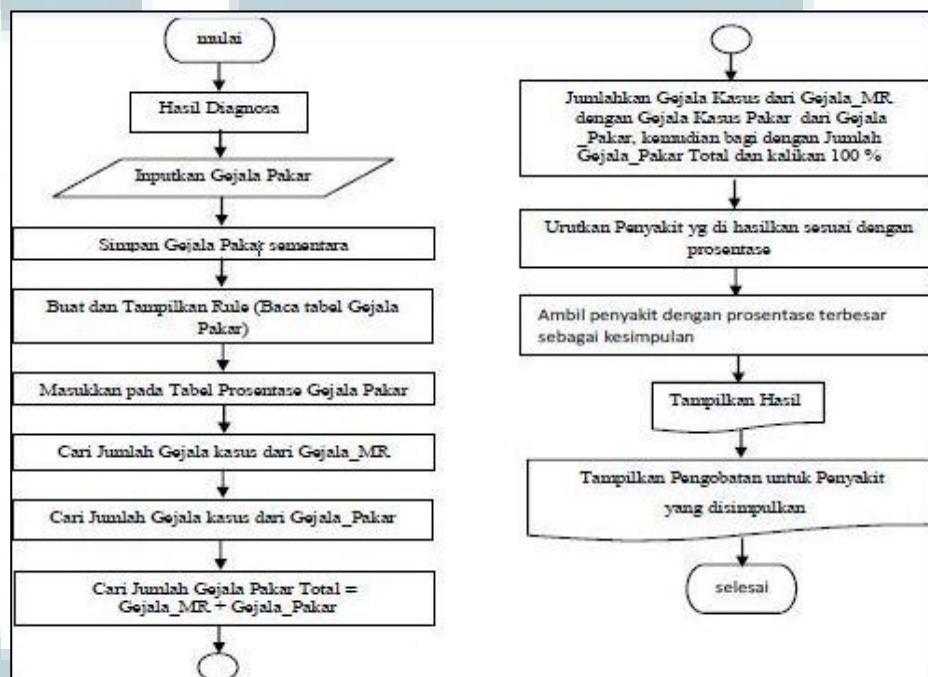 mulai
Hasil Diagnosa
Inputkan Gejala Pakar
Simpan Gejala Pakar sementara
Buat dan Tampilkan Rule (Baca tabel Gejala
Pakar)
Masukkan pada Tabel Prosentase Gejala Pakar
Cari Jumlah Gejala kasus dari Gejala_MR
Cari Jumlah Gejala kasus dari Gejala_Pakar
Cari Jumlah Gejala Pakar Total =
Gejala_MR + Gejala_Pakar
Jumlahkan Gejala Kasus dari Gejala_MR
dengan Gejala Kasus Pakar dari Gejala
_Pakar, kemudian bagi dengan Jumlah
Gejala_Pakar Total dan kalikan 100 %
Urutkan Penyakit yg di hasilkan sesuai dengan
prosentase
Ambil penyakit dengan prosentase terbesar
sebagai kesimpulan
Tampilkan Hasil
Tampilkan Pengobatan untuk Penyakit
yang disimpulkan
selesai